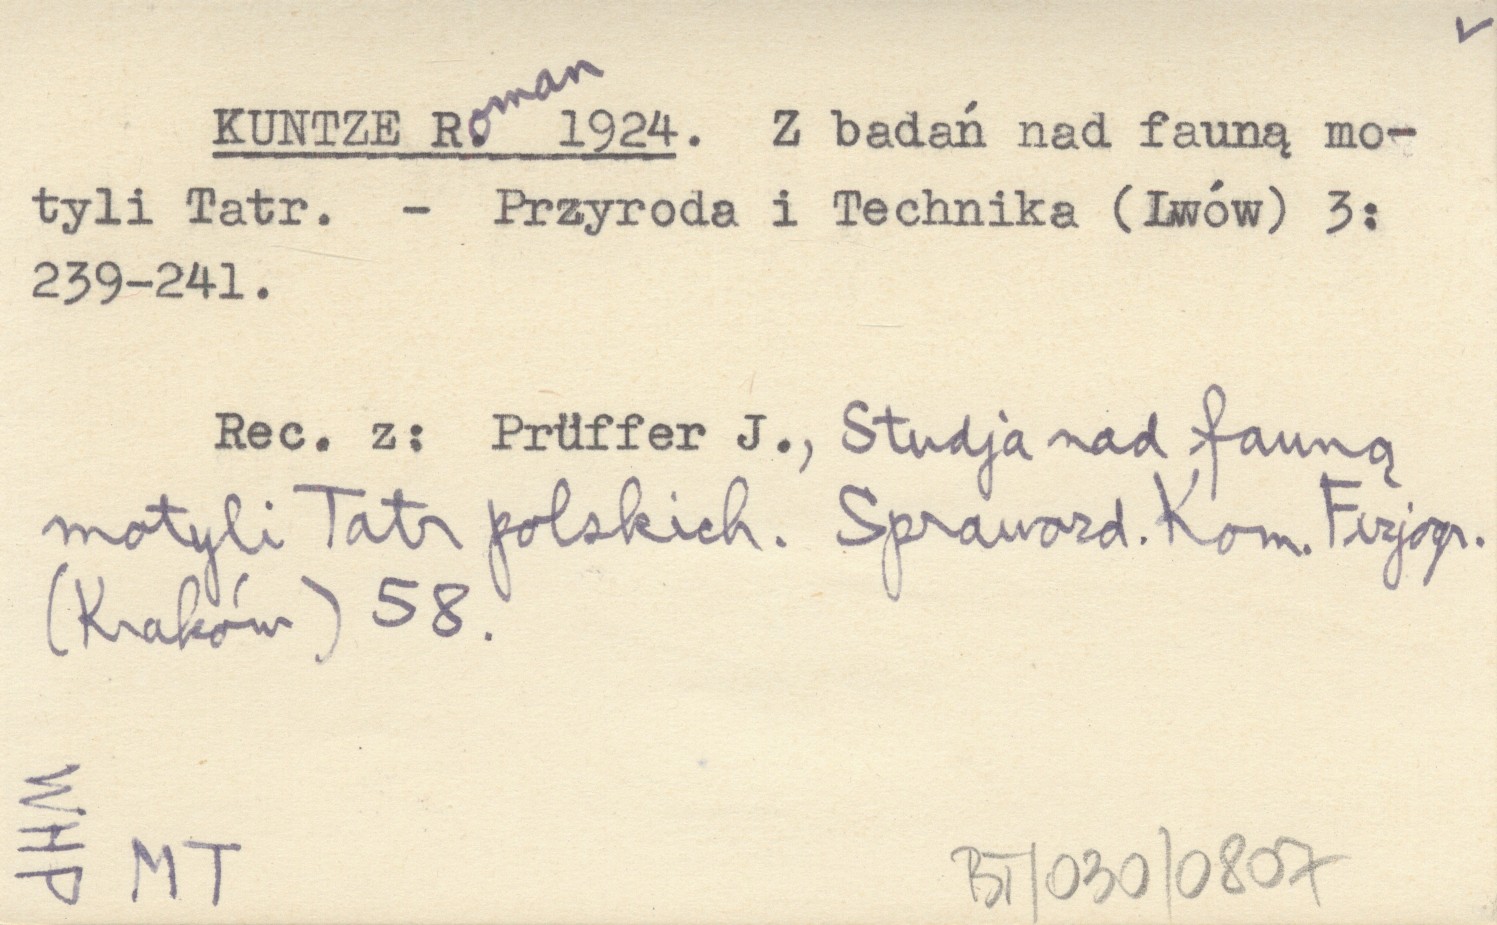 ✓
KUNTZE Roman 1924. Z badań nad fauną mo-
tyli Tatr. - Przyroda i Technika (Lwów) 3:
239-241.
Rec. z: Prüffer J., Studja nad fauną
motyli Tatr polskich. Sprawozd. Kom. Fizjogr.
(Kraków) 58.
WHP
MT
BT/030/0807